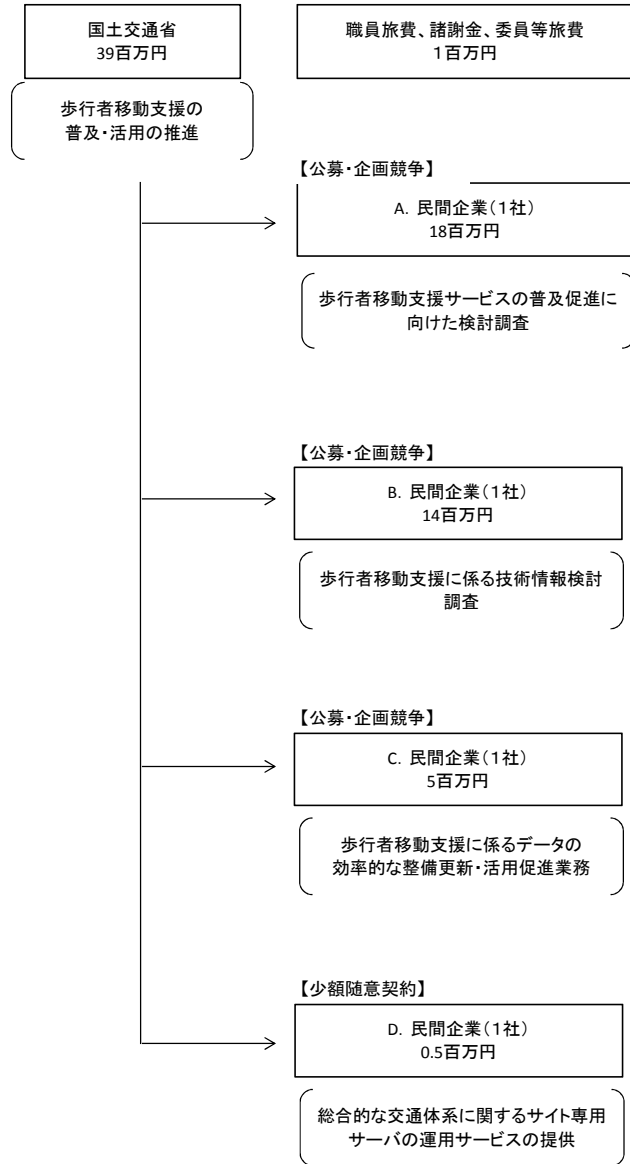 国土交通省
39百万円
職員旅費、諸謝金、委員等旅費
1百万円
歩行者移動支援の
普及・活用の推進
【公募・企画競争】
A. 民間企業(1社)
18百万円
歩行者移動支援サービスの普及促進に
向けた検討調査
【公募・企画競争】
B. 民間企業(1社)
14百万円
歩行者移動支援に係る技術情報検討
調査
【公募・企画競争】
C. 民間企業(1社)
5百万円
歩行者移動支援に係るデータの
効率的な整備更新・活用促進業務
【少額随意契約】
D. 民間企業(1社)
0.5百万円
総合的な交通体系に関するサイト専用
サーバの運用サービスの提供